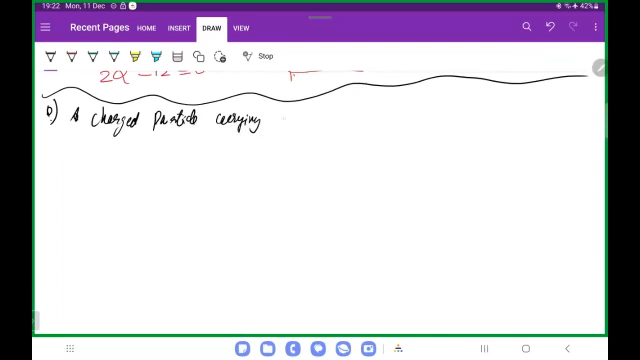 19:22 Mon, 11 Dec 42%
Recent Pages HOME INSERT DRAW VIEW
Stop
Q) A charged particle carrying